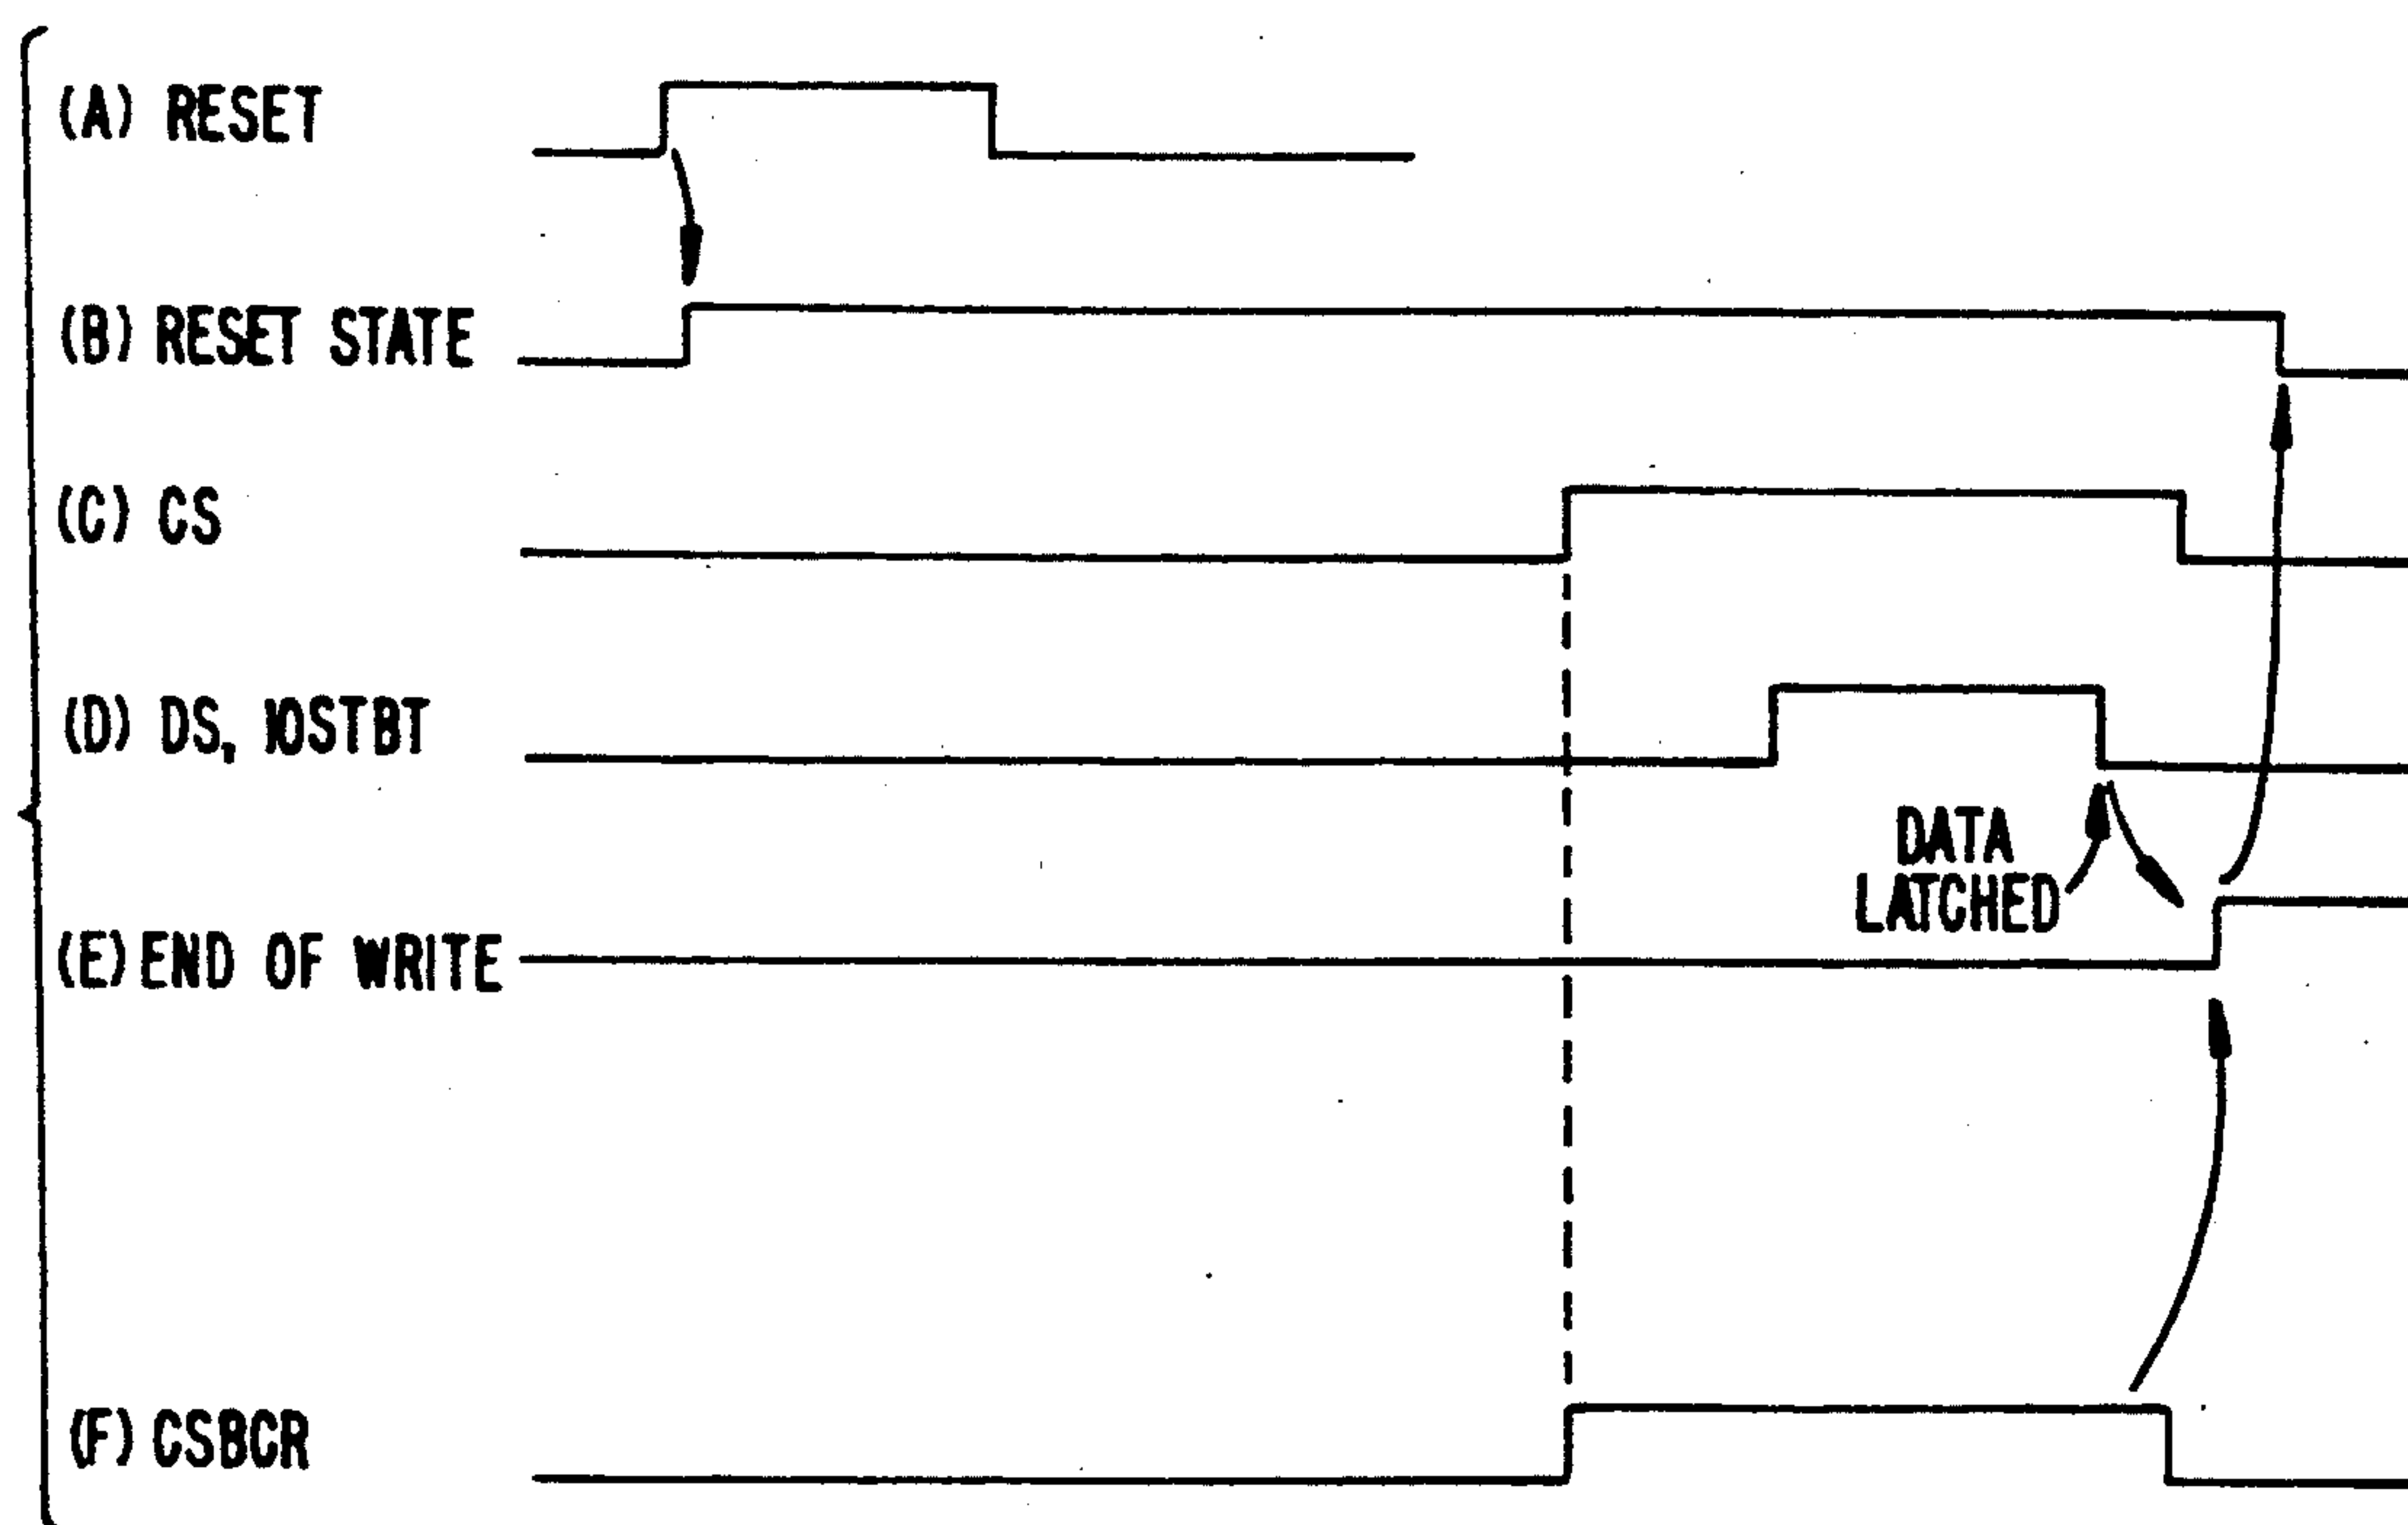 (A) RESET
(B) RESET STATE
(C) CS
(D) DS, IOSTBT
DATA
LATCHED
(E) END OF WRITE
(F) CSBCR